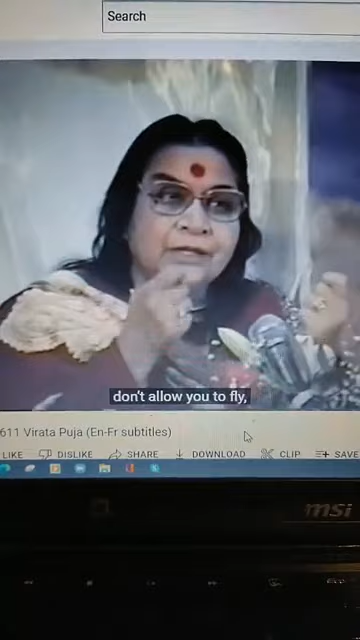 Search
don't allow you to fly,
611 Virata Puja (En-Fr subtitles)
LIKE DISLIKE SHARE DOWNLOAD CLIP SAVE
msi